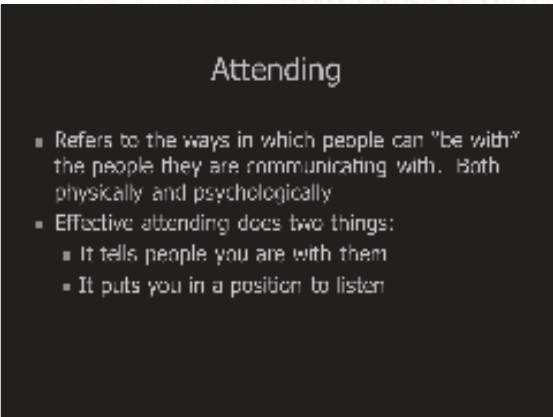 Attending
▪ Refers to the ways in which people can "be with"
the people they are communicating with. Both
physically and psychologically
▪ Effective attending does two things:
▪ It tells people you are with them
▪ It puts you in a position to listen